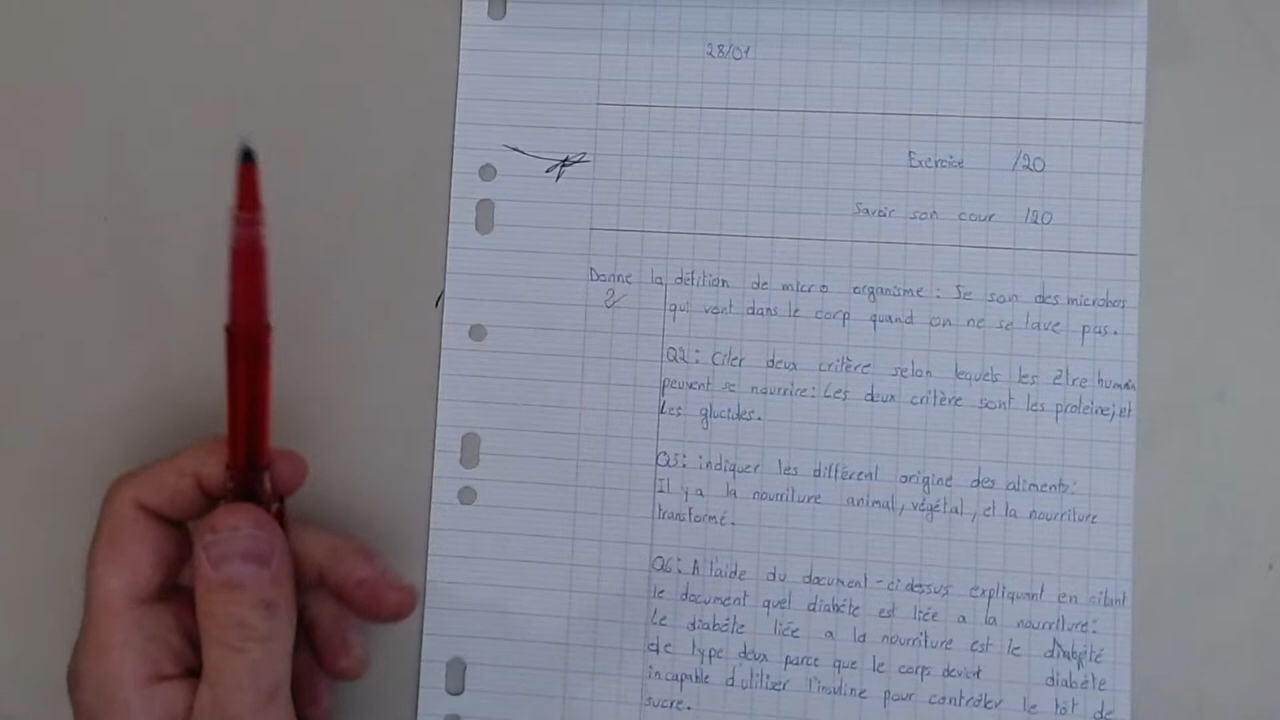 28/01
Exercice /20
Savoir son cour /20
Donne la défition de micro organisme : Se son des microbes
qui vont dans le corp quand on ne se lave pas.
Q2 : Citer deux critère selon lequels les être humain
peuvent se nourrire : Les deux critère sont les proteine, et
Les glucides.
Q5 : indiquer les différent origine des aliments :
Il y a la nourriture animal, végétal, et la nourriture
transformé.
Q6 : A l'aide du document-ci dessus expliquant en citant
le document quel diabète est liée a la nourriture :
Le diabète liée a la nourriture est le diabète
de type deux parce que le corps devient diabète
incapable d'utiliser l'insuline pour contrôler le tôt de
sucre.